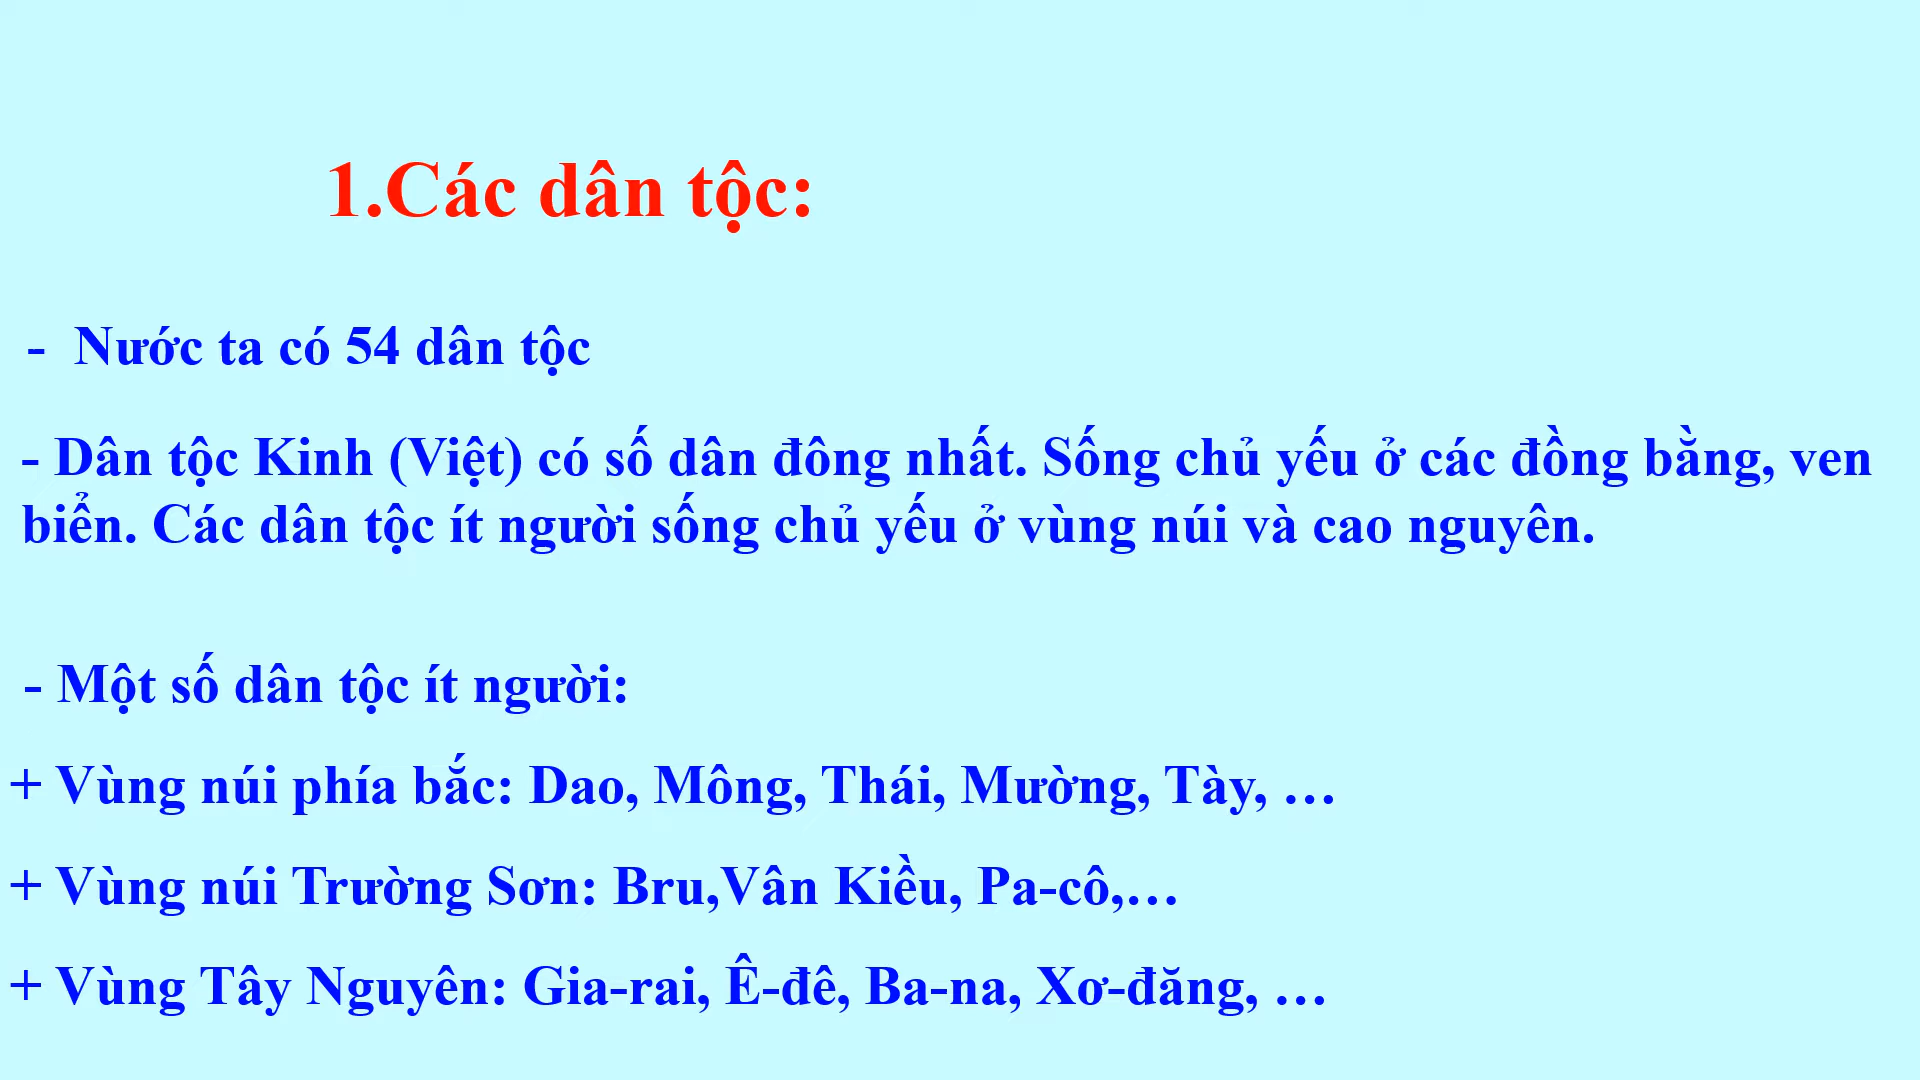 1.Các dân tộc:
- Nước ta có 54 dân tộc
- Dân tộc Kinh (Việt) có số dân đông nhất. Sống chủ yếu ở các đồng bằng, ven
biển. Các dân tộc ít người sống chủ yếu ở vùng núi và cao nguyên.
- Một số dân tộc ít người:
+ Vùng núi phía bắc: Dao, Mông, Thái, Mường, Tày, …
+ Vùng núi Trường Sơn: Bru,Vân Kiều, Pa-cô,…
+ Vùng Tây Nguyên: Gia-rai, Ê-đê, Ba-na, Xơ-đăng, …